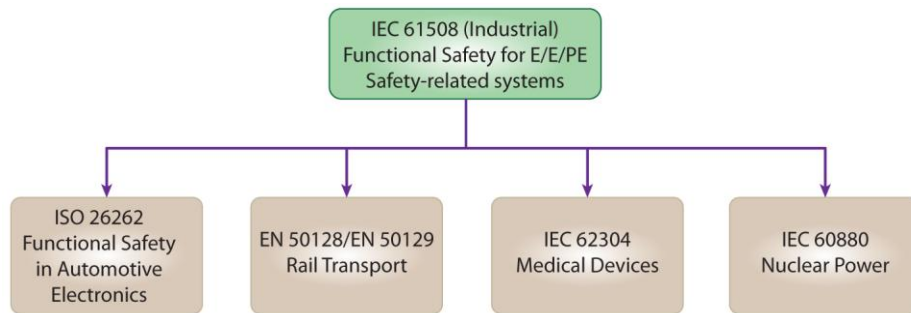 IEC 61508 (Industrial)
Functional Safety for E/E/PE
Safety-related systems
ISO 26262
Functional Safety
in Automotive
Electronics
EN 50128/EN 50129
Rail Transport
IEC 62304
Medical Devices
IEC 60880
Nuclear Power